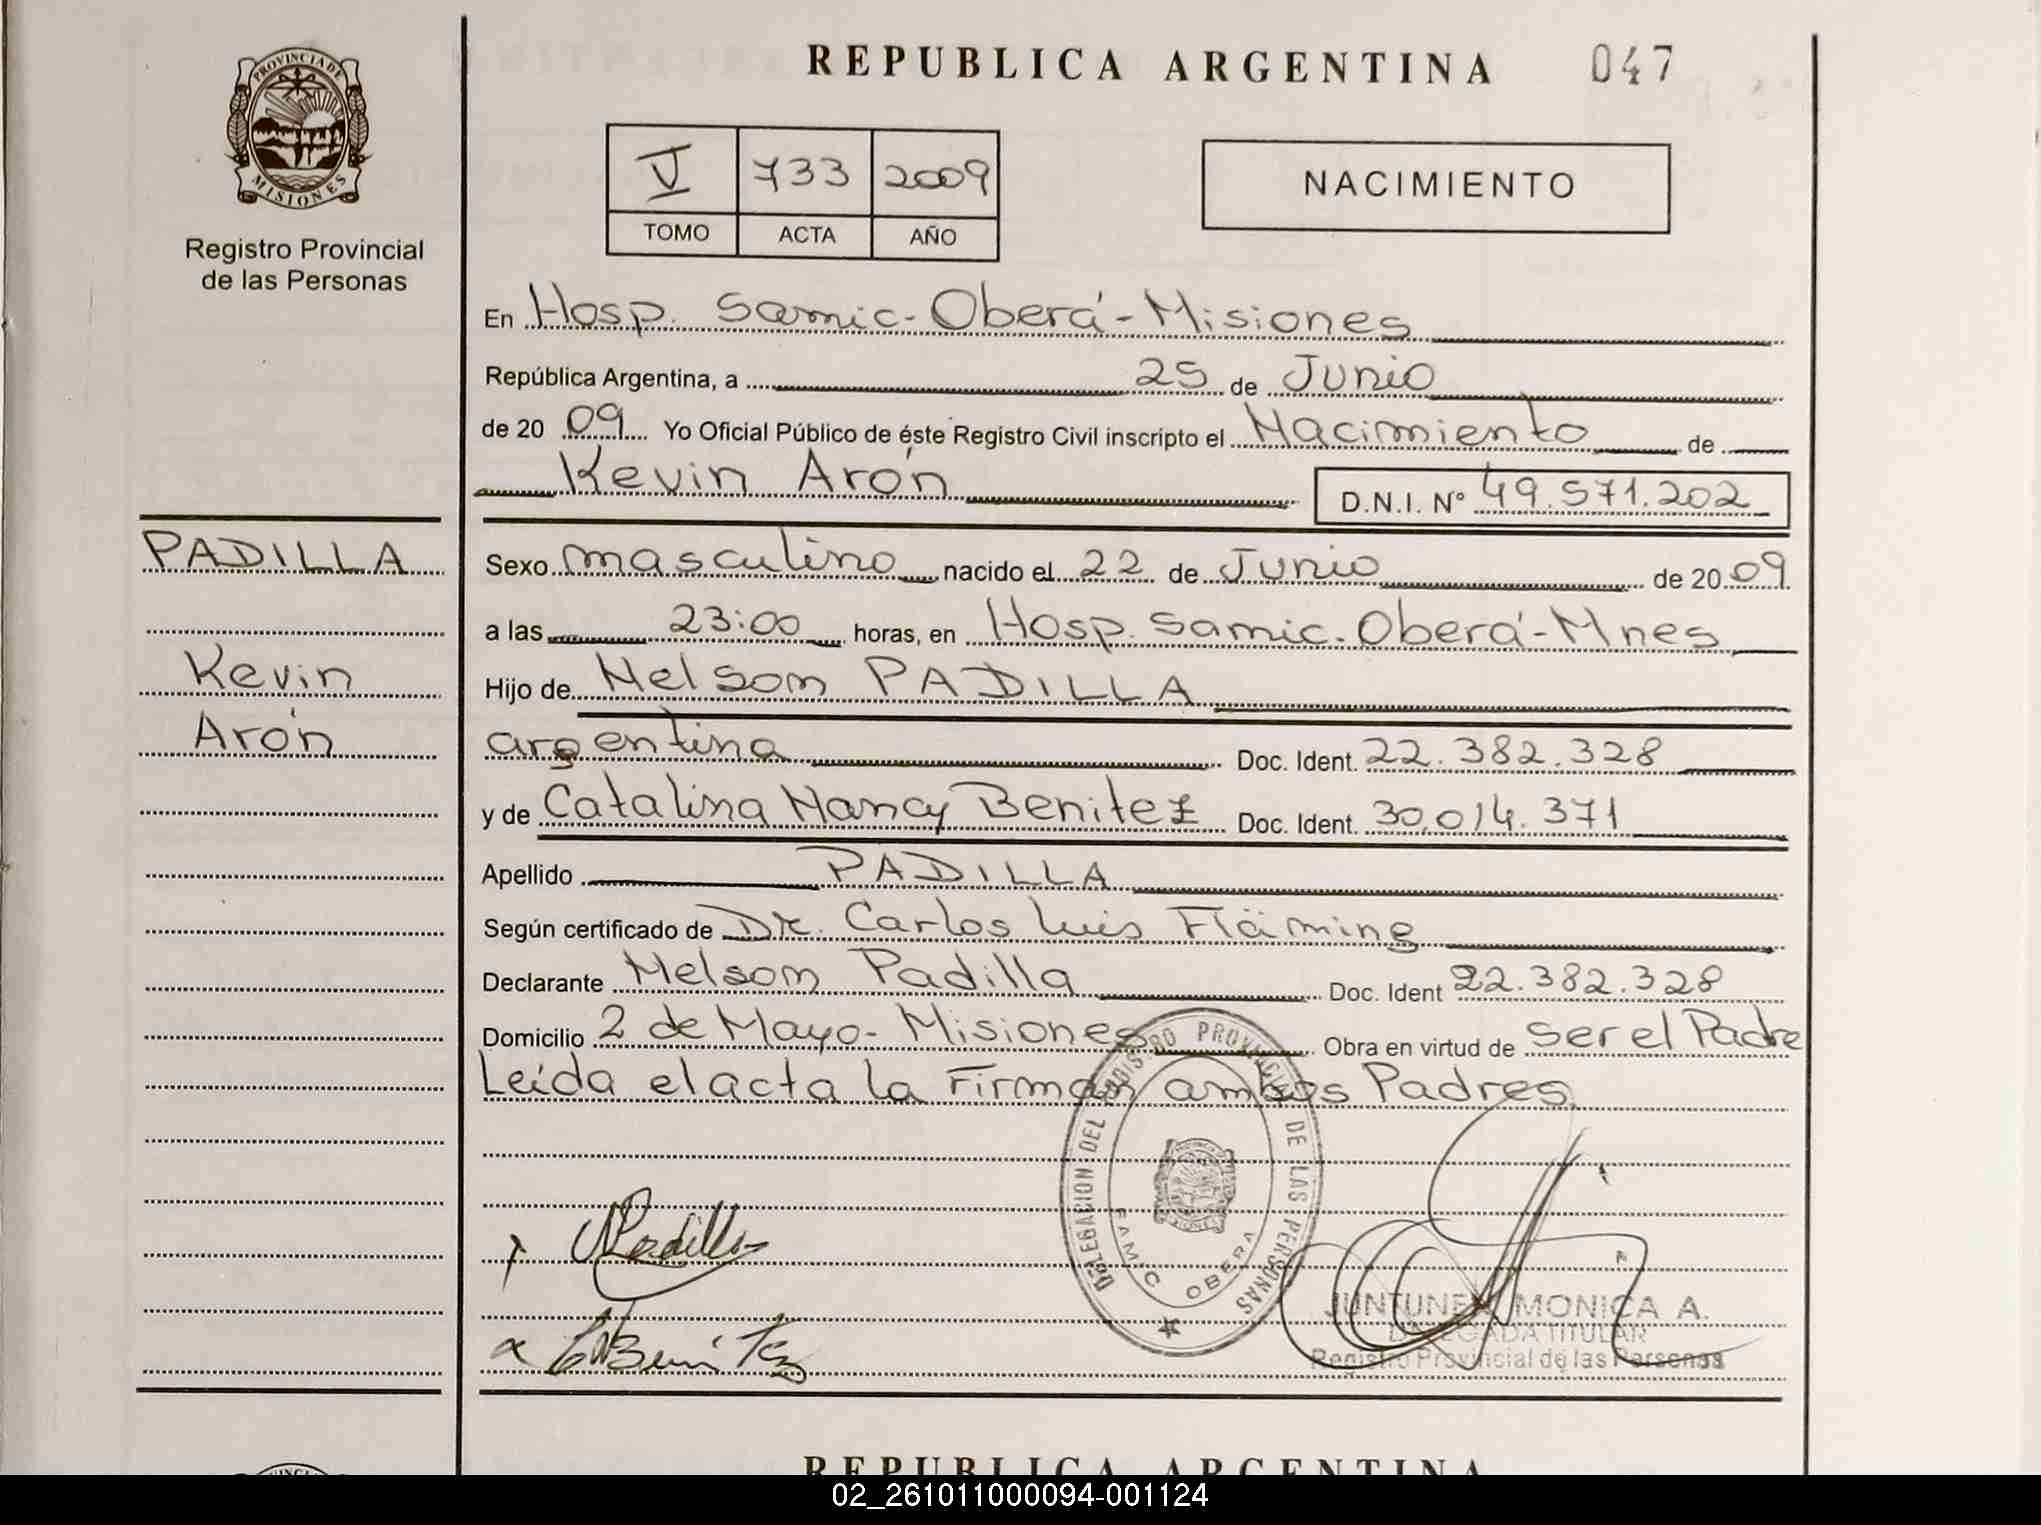 REPUBLICA ARGENTINA 047
PROVINCIA DE
MISIONES
Registro Provincial
de las Personas
V 733 2009
TOMO ACTA AÑO
NACIMIENTO
En Hosp. Samic-Oberá-Misiones
República Argentina, a 25 de Junio
de 2009 Yo Oficial Público de éste Registro Civil inscripto el Nacimiento de
Kevin Arón D.N.I. Nº 49.571.202
PADILLA
Kevin
Arón
Sexo masculino nacido el 22 de Junio de 2009
a las 23:00 horas, en Hosp. Samic-Oberá-Mnes
Hijo de Nelson PADILLA
argentina Doc. Ident. 22.382.328
y de Catalina Nancy Benitez Doc. Ident. 30.014.371
Apellido PADILLA
Según certificado de Dr. Carlos Luis Fläming
Declarante Nelson Padilla Doc. Ident 22.382.328
Domicilio 2 de Mayo-Misiones Obra en virtud de ser el Padre
Leída el acta la Firman ambos Padres
DELEGACION DEL REGISTRO PROVINCIAL DE LAS PERSONAS
SAMIC OBERA
NPadilla
CNBenitez
JUNTUNEN MONICA A.
DELEGADA TITULAR
Registro Provincial de las Personas
REPUBLICA ARGENTINA
02_261011000094-001124